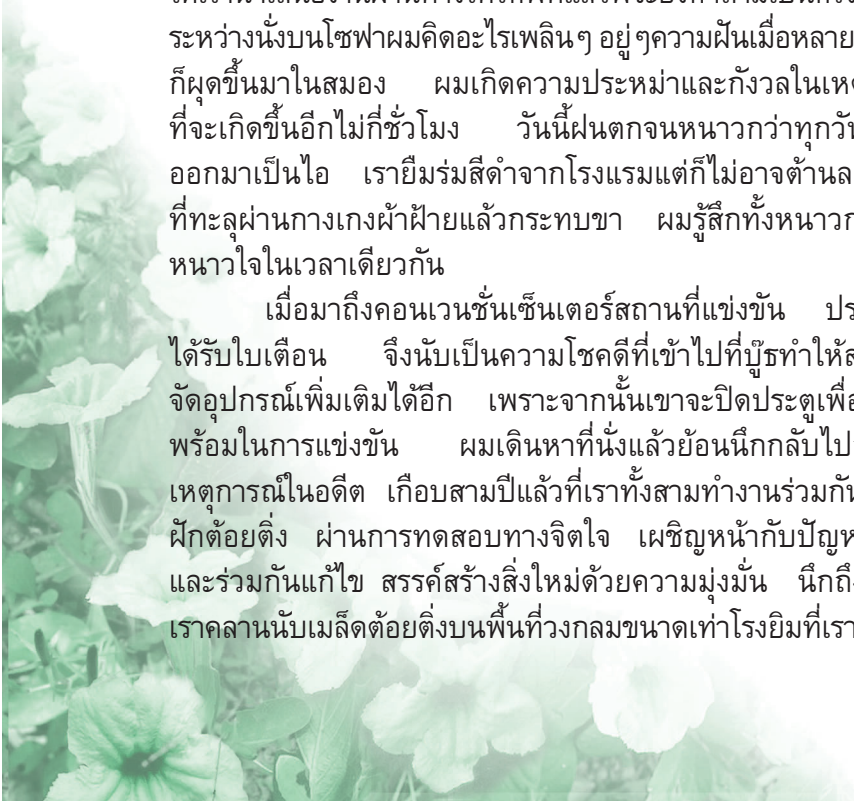 ระหว่างนั่งบนโซฟาผมคิดอะไรเพลินๆ อยู่ๆความฝันเมื่อหลาย
ก็ผุดขึ้นมาในสมอง ผมเกิดความประหม่าและกังวลในเหต
ที่จะเกิดขึ้นอีกไม่กี่ชั่วโมง วันนี้ฝนตกจนหนาวกว่าทุกวัน
ออกมาเป็นไอ เรายืมร่มสีดำจากโรงแรมแต่ก็ไม่อาจต้านล
ที่ทะลุผ่านกางเกงผ้าฝ้ายแล้วกระทบขา ผมรู้สึกทั้งหนาวก
หนาวใจในเวลาเดียวกัน
เมื่อมาถึงคอนเวนชั่นเซ็นเตอร์สถานที่แข่งขัน ปร
ได้รับใบเตือน จึงนับเป็นความโชคดีที่เข้าไปที่บู๊ธทำให้ส
จัดอุปกรณ์เพิ่มเติมได้อีก เพราะจากนั้นเขาจะปิดประตูเพื่อ
พร้อมในการแข่งขัน ผมเดินหาที่นั่งแล้วย้อนนึกกลับไป
เหตุการณ์ในอดีต เกือบสามปีแล้วที่เราทั้งสามทำงานร่วมกัน
ฝักต้อยติ่ง ผ่านการทดสอบทางจิตใจ เผชิญหน้ากับปัญห
และร่วมกันแก้ไข สรรค์สร้างสิ่งใหม่ด้วยความมุ่งมั่น นึกถึ
เราคลานนับเมล็ดต้อยติ่งบนพื้นที่วงกลมขนาดเท่าโรงยิมที่เรา